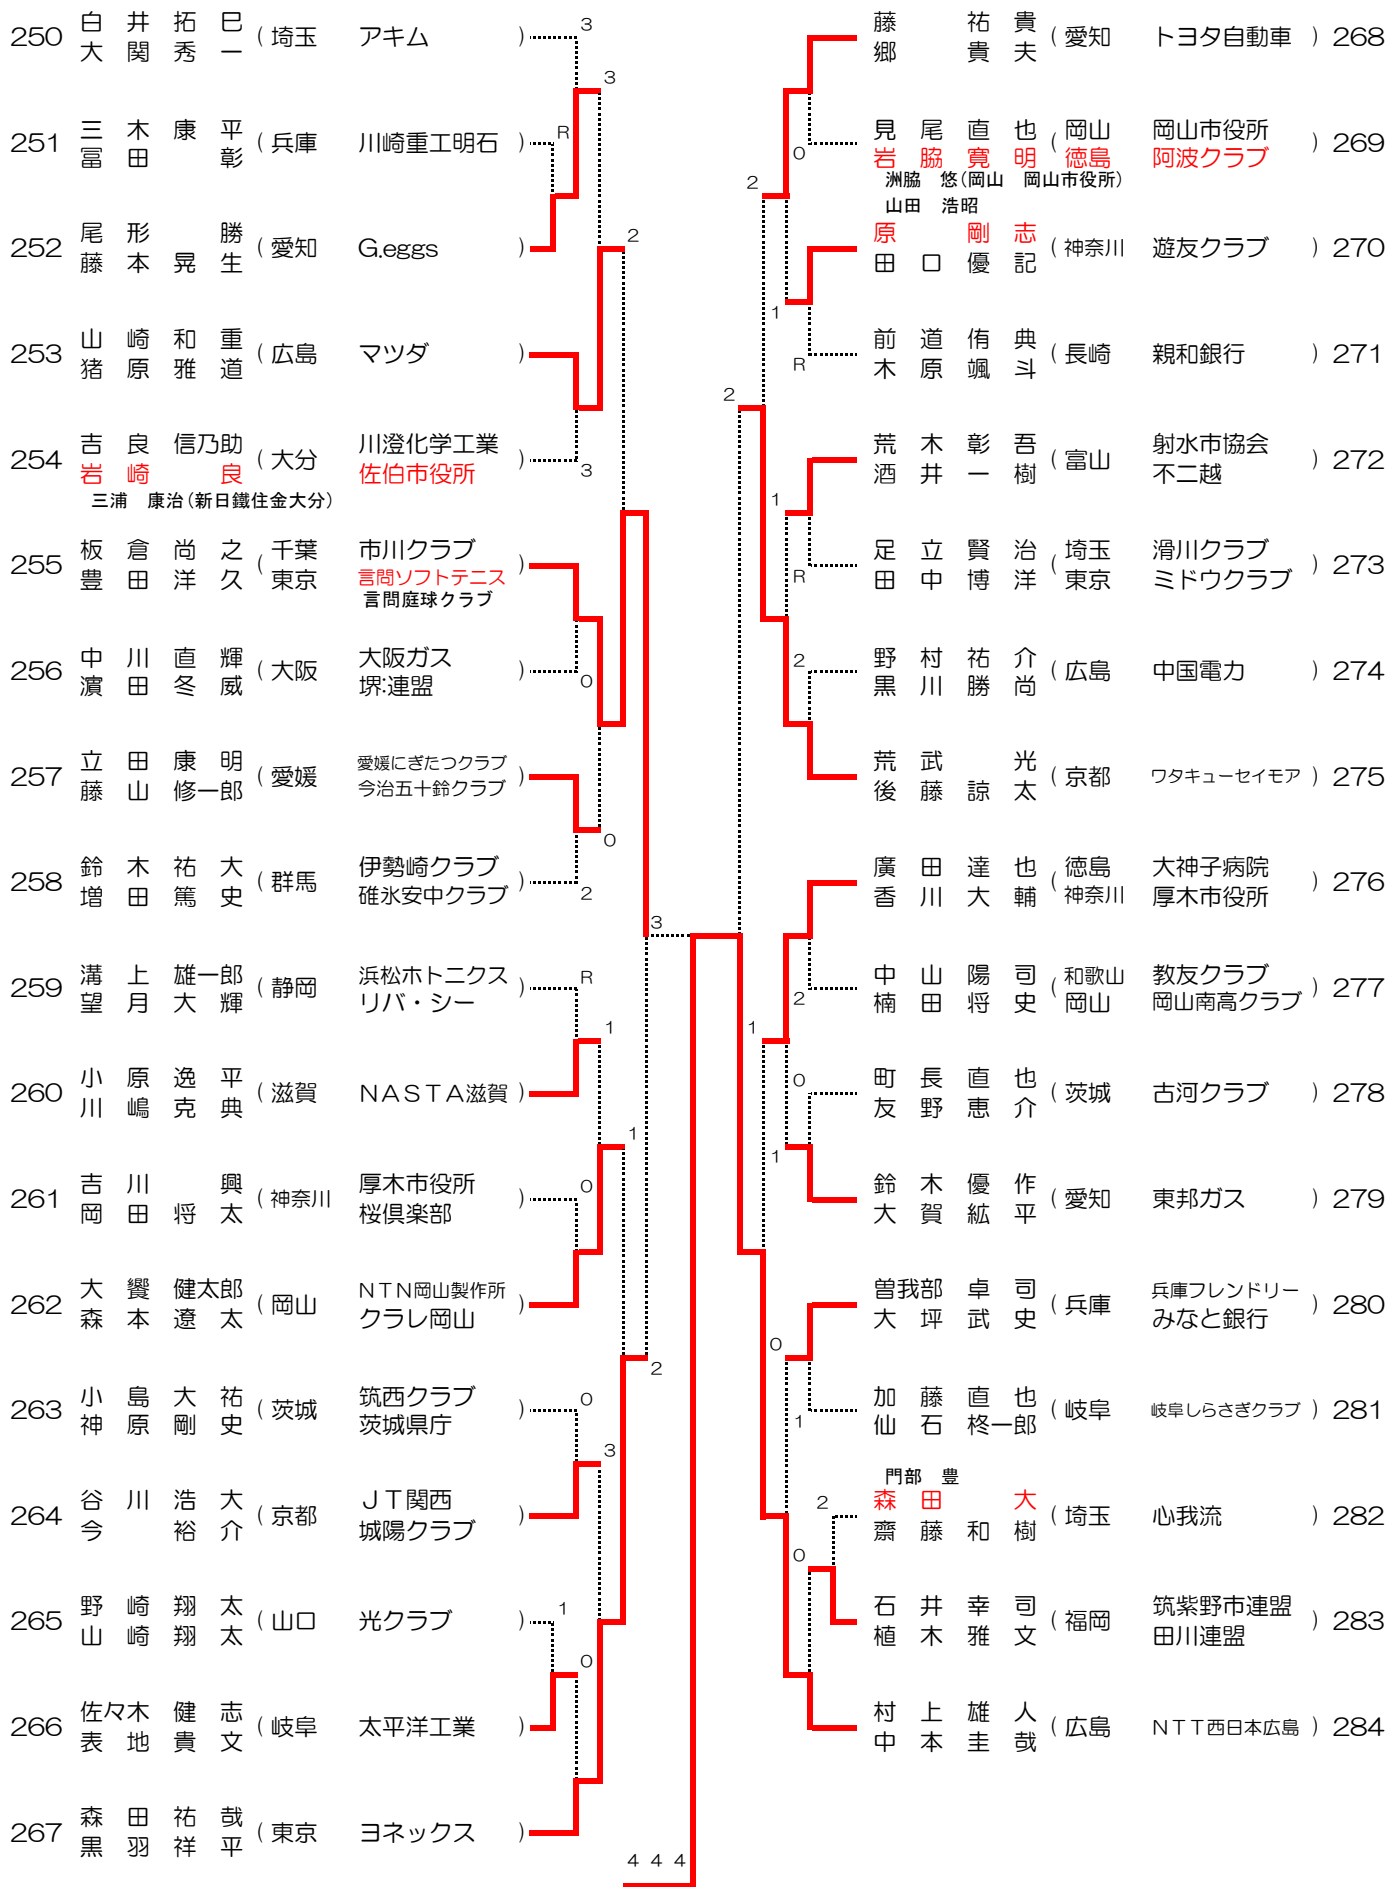 250 白井拓巳 大関秀一 (埼玉 アキム) 3
251 三木康平 冨田彰 (兵庫 川崎重工明石) R
3
252 尾形勝 藤本晃生 (愛知 G.eggs)
2
253 山崎和重 猪原雅道 (広島 マツダ)
254 吉良信乃助 岩崎良 (大分 川澄化学工業 佐伯市役所) 3
三浦 康治(新日鐵住金大分)
255 板倉尚之 豊田洋久 (千葉 東京 市川クラブ 言問ソフトテニス)
言問庭球クラブ
256 中川直輝 濵田冬威 (大阪 大阪ガス 堺:連盟) 0
257 立田康明 藤山修一郎 (愛媛 愛媛にぎたつクラブ 今治五十鈴クラブ)
0
258 鈴木祐大 増田篤史 (群馬 伊勢崎クラブ 碓氷安中クラブ) 2
3
259 溝上雄一郎 望月大輝 (静岡 浜松ホトニクス リバ・シー) R
1
260 小原逸平 川嶋克典 (滋賀 NASTA滋賀)
1
261 吉川興 岡田将太 (神奈川 厚木市役所 桜倶楽部) 0
262 大饗健太郎 森本遼太 (岡山 NTN岡山製作所 クラレ岡山)
2
263 小島大祐 神原剛史 (茨城 筑西クラブ 茨城県庁) 0
3
264 谷川浩大 今裕介 (京都 JT関西 城陽クラブ)
265 野崎翔太 山崎翔太 (山口 光クラブ) 1
0
266 佐々木健志 表地貴文 (岐阜 太平洋工業)
267 森田祐哉 黒羽祥平 (東京 ヨネックス)
4 4 4
藤祐貴 郷貴夫 (愛知 トヨタ自動車) 268
0 見尾直也 岩脇寛明 (岡山 徳島 岡山市役所 阿波クラブ) 269
洲脇 悠(岡山 岡山市役所)
2
山田 浩昭
原剛志 田口優記 (神奈川 遊友クラブ) 270
1
R 前道侑典 木原颯斗 (長崎 親和銀行) 271
2
荒木彰吾 酒井一樹 (富山 射水市協会 不二越) 272
1
R 足立賢治 田中博洋 (埼玉 東京 滑川クラブ ミドウクラブ) 273
2 野村祐介 黒川勝尚 (広島 中国電力) 274
荒武光 後藤諒太 (京都 ワタキューセイモア) 275
廣田達也 香川大輔 (徳島 神奈川 大神子病院 厚木市役所) 276
2 中山陽司 楠田将史 (和歌山 岡山 教友クラブ 岡山南高クラブ) 277
1
0 町長直也 友野恵介 (茨城 古河クラブ) 278
1
鈴木優作 大賀紘平 (愛知 東邦ガス) 279
曽我部卓司 大坪武史 (兵庫 兵庫フレンドリー みなと銀行) 280
0
1 加藤直也 仙石柊一郎 (岐阜 岐阜しらさぎクラブ) 281
門部 豊
2 森田大 齋藤和樹 (埼玉 心我流) 282
0
石井幸司 植木雅文 (福岡 筑紫野市連盟 田川連盟) 283
村上雄人 中本圭哉 (広島 NTT西日本広島) 284